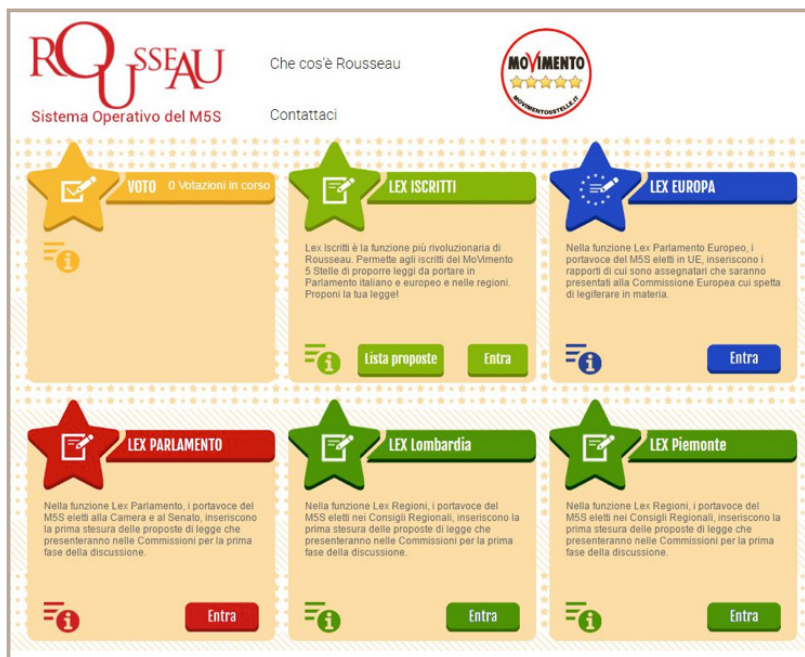 ROUSSEAU
Sistema Operativo del M5S
Che cos'è Rousseau
Contattaci
MOVIMENTO
MOVIMENTO5STELLE.IT
VOTO 0 Votazioni in corso
LEX ISCRITTI
Lex Iscritti è la funzione più rivoluzionaria di
Rousseau. Permette agli iscritti del MoVimento
5 Stelle di proporre leggi da portare in
Parlamento italiano e europeo e nelle regioni.
Proponi la tua legge!
Lista proposte
Entra
LEX EUROPA
Nella funzione Lex Parlamento Europeo, i
portavoce del M5S eletti in UE, inseriscono i
rapporti di cui sono assegnatari che saranno
presentati alla Commissione Europea cui spetta
di legiferare in materia.
Entra
LEX PARLAMENTO
Nella funzione Lex Parlamento, i portavoce del
M5S eletti alla Camera e al Senato, inseriscono
la prima stesura delle proposte di legge che
presenteranno nelle Commissioni per la prima
fase della discussione.
Entra
LEX Lombardia
Nella funzione Lex Regioni, i portavoce del
M5S eletti nei Consigli Regionali, inseriscono la
prima stesura delle proposte di legge che
presenteranno nelle Commissioni per la prima
fase della discussione.
Entra
LEX Piemonte
Nella funzione Lex Regioni, i portavoce del
M5S eletti nei Consigli Regionali, inseriscono la
prima stesura delle proposte di legge che
presenteranno nelle Commissioni per la prima
fase della discussione.
Entra